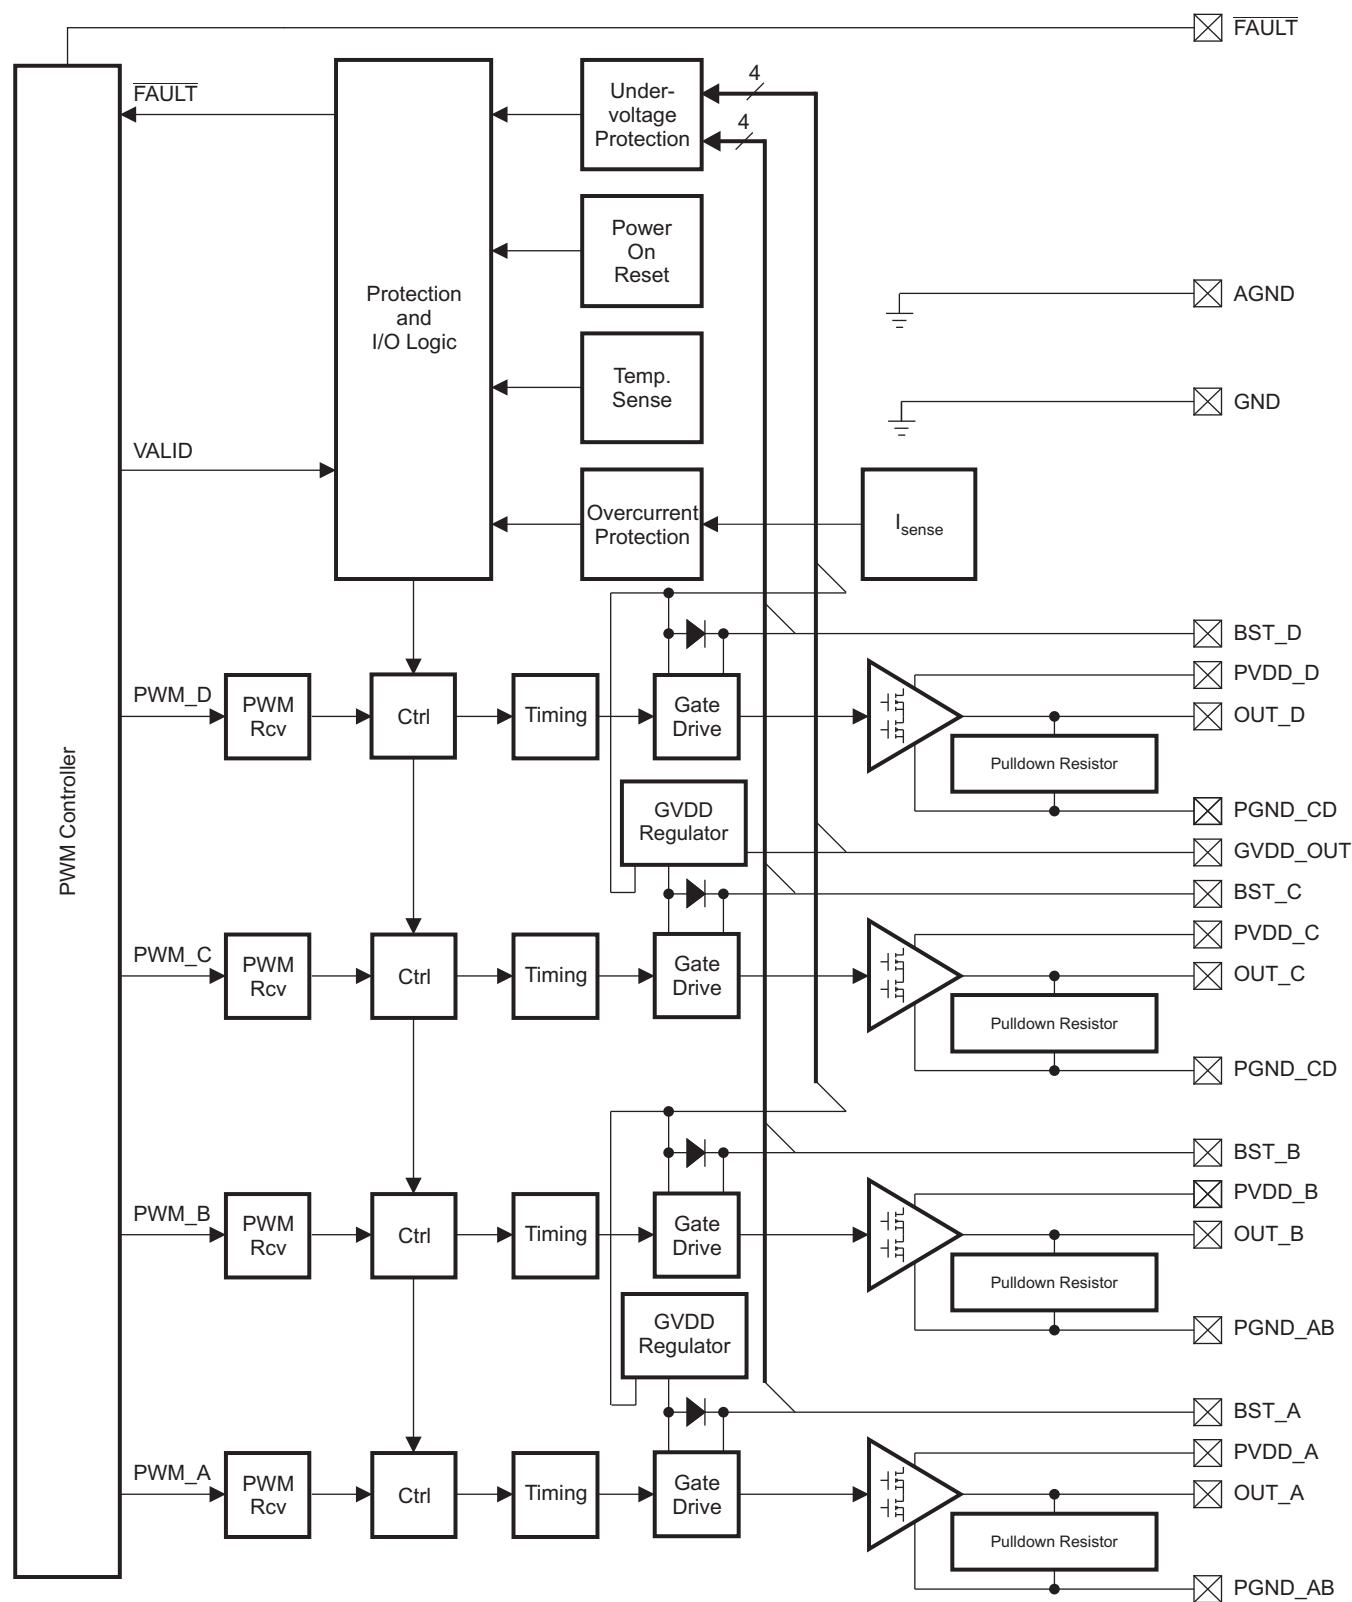 FAULT
FAULT
Under-
voltage
Protection
4
4
Power
On
Reset
Protection
and
I/O Logic
AGND
Temp.
Sense
GND
VALID
Overcurrent
Protection
Isense
BST_D
PVDD_D
PWM_D
PWM
Rcv
Ctrl
Timing
Gate
Drive
OUT_D
Pulldown Resistor
PWM Controller
GVDD
Regulator
PGND_CD
GVDD_OUT
BST_C
PVDD_C
PWM_C
PWM
Rcv
Ctrl
Timing
Gate
Drive
OUT_C
Pulldown Resistor
PGND_CD
BST_B
PVDD_B
PWM_B
PWM
Rcv
Ctrl
Timing
Gate
Drive
OUT_B
Pulldown Resistor
GVDD
Regulator
PGND_AB
BST_A
PVDD_A
PWM_A
PWM
Rcv
Ctrl
Timing
Gate
Drive
OUT_A
Pulldown Resistor
PGND_AB